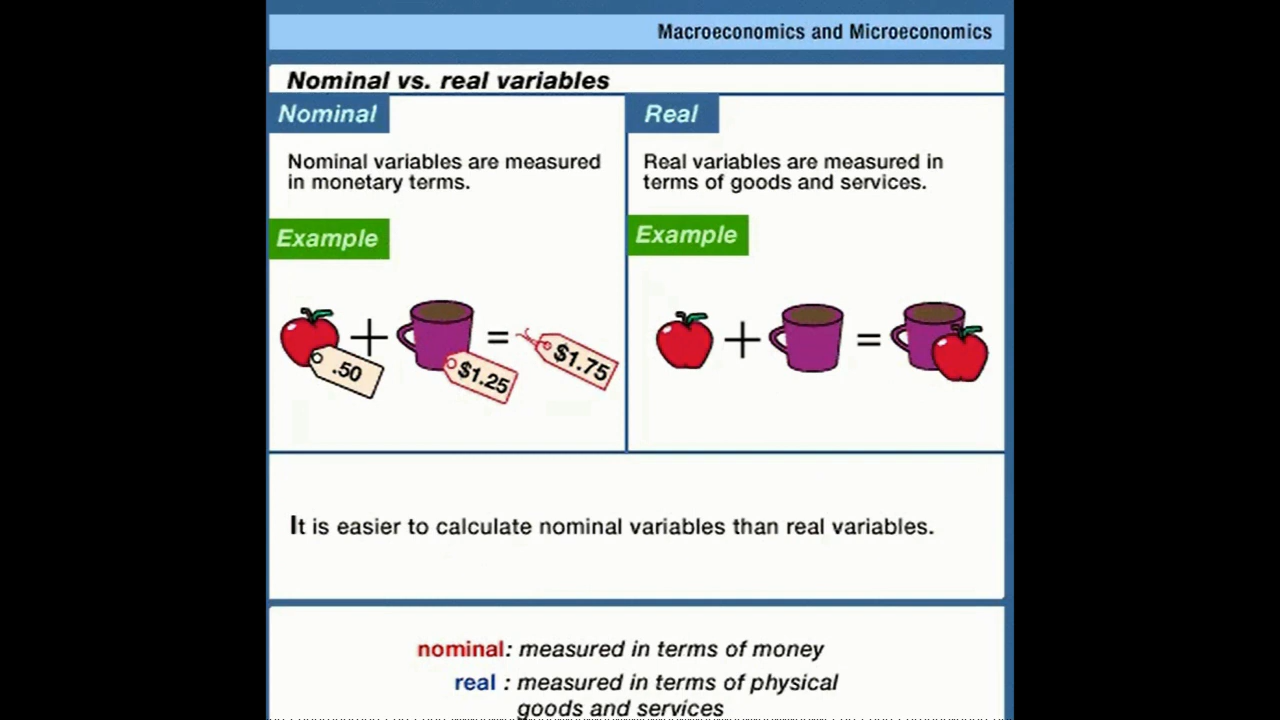 Macroeconomics and Microeconomics
Nominal vs. real variables
Nominal
Nominal variables are measured
in monetary terms.
Example
+ = 
.50
$1.25
$1.75
Real
Real variables are measured in
terms of goods and services.
Example
+ =
It is easier to calculate nominal variables than real variables.
nominal: measured in terms of money
real : measured in terms of physical
goods and services